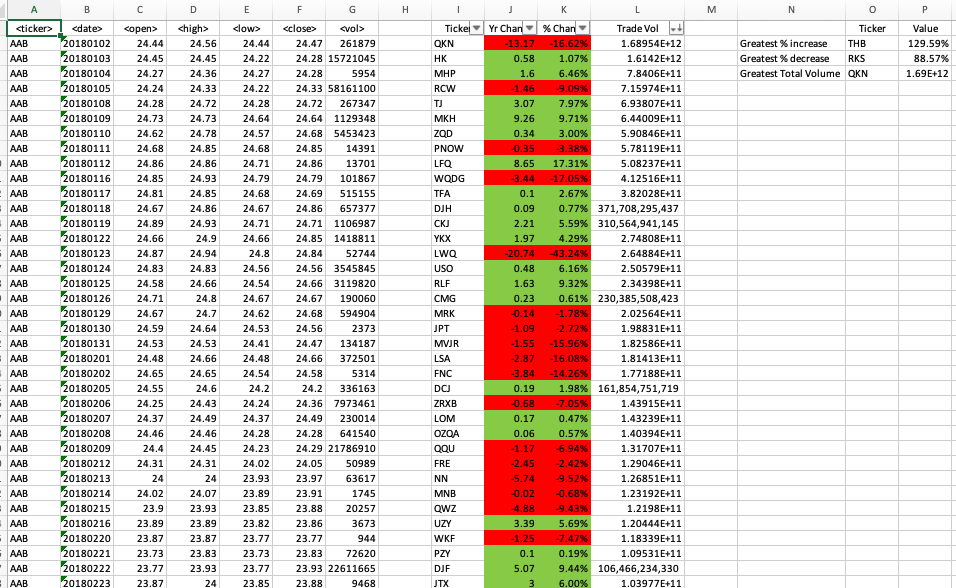 A B C D E F G H I J K L M N O P
<ticker> <date> <open> <high> <low> <close> <vol> Ticke Yr Chan % Chan Trade Vol Ticker Value
AAB 20180102 24.44 24.56 24.44 24.47 261879 QKN -13.17 -16.62% 1.68954E+12 Greatest % increase THB 129.59%
AAB 20180103 24.45 24.45 24.22 24.28 15721045 HK 0.58 1.07% 1.6142E+12 Greatest % decrease RKS 88.57%
AAB 20180104 24.27 24.36 24.27 24.28 5954 MHP 1.6 6.46% 7.8406E+11 Greatest Total Volume QKN 1.69E+12
AAB 20180105 24.24 24.33 24.22 24.33 58161100 RCW -1.46 -9.09% 7.15974E+11
AAB 20180108 24.28 24.72 24.28 24.72 267347 TJ 3.07 7.97% 6.93807E+11
AAB 20180109 24.73 24.73 24.64 24.64 1129348 MKH 9.26 9.71% 6.44009E+11
AAB 20180110 24.62 24.78 24.57 24.68 5453423 ZQD 0.34 3.00% 5.90846E+11
AAB 20180111 24.68 24.85 24.68 24.85 14391 PNOW -0.35 -3.38% 5.78119E+11
AAB 20180112 24.86 24.86 24.71 24.86 13701 LFQ 8.65 17.31% 5.08237E+11
AAB 20180116 24.85 24.93 24.79 24.79 101867 WQDG -3.44 -17.05% 4.12516E+11
AAB 20180117 24.81 24.85 24.68 24.69 515155 TFA 0.1 2.67% 3.82028E+11
AAB 20180118 24.67 24.86 24.67 24.86 657377 DJH 0.09 0.77% 371,708,295,437
AAB 20180119 24.89 24.93 24.71 24.71 1106987 CKJ 2.21 5.59% 310,564,941,145
AAB 20180122 24.66 24.9 24.66 24.85 1418811 YKX 1.97 4.29% 2.74808E+11
AAB 20180123 24.87 24.94 24.8 24.84 52744 LWQ -20.74 -43.24% 2.64884E+11
AAB 20180124 24.83 24.83 24.56 24.56 3545845 USO 0.48 6.16% 2.50579E+11
AAB 20180125 24.58 24.66 24.54 24.66 3119820 RLF 1.63 9.32% 2.34398E+11
AAB 20180126 24.71 24.8 24.67 24.67 190060 CMG 0.23 0.61% 230,385,508,423
AAB 20180129 24.67 24.7 24.62 24.68 594904 MRK -0.14 -1.78% 2.02564E+11
AAB 20180130 24.59 24.64 24.53 24.56 2373 JPT -1.09 -2.72% 1.98831E+11
AAB 20180131 24.53 24.53 24.41 24.47 134187 MVJR -1.55 -15.96% 1.82586E+11
AAB 20180201 24.48 24.66 24.48 24.66 372501 LSA -2.87 -16.08% 1.81413E+11
AAB 20180202 24.65 24.65 24.54 24.58 5314 FNC -3.84 -14.26% 1.77188E+11
AAB 20180205 24.55 24.6 24.2 24.2 336163 DCJ 0.19 1.98% 161,854,751,719
AAB 20180206 24.25 24.43 24.24 24.36 7973461 ZRXB -0.68 -7.05% 1.43915E+11
AAB 20180207 24.37 24.49 24.37 24.49 230014 LOM 0.17 0.47% 1.43239E+11
AAB 20180208 24.46 24.46 24.28 24.28 641540 OZQA 0.06 0.57% 1.40394E+11
AAB 20180209 24.4 24.45 24.23 24.29 21786910 QQU -1.17 -6.94% 1.31707E+11
AAB 20180212 24.31 24.31 24.02 24.05 50989 FRE -2.45 -2.42% 1.29046E+11
AAB 20180213 24 24 23.93 23.97 63617 NN -5.74 -9.52% 1.26851E+11
AAB 20180214 24.02 24.07 23.89 23.91 1745 MNB -0.02 -0.68% 1.23192E+11
AAB 20180215 23.9 23.93 23.85 23.88 20257 QWZ -4.88 -9.43% 1.2198E+11
AAB 20180216 23.89 23.89 23.82 23.86 3673 UZY 3.39 5.69% 1.20444E+11
AAB 20180220 23.87 23.87 23.77 23.77 944 WKF -1.25 -7.47% 1.18339E+11
AAB 20180221 23.73 23.83 23.73 23.83 72620 PZY 0.1 0.19% 1.09531E+11
AAB 20180222 23.77 23.93 23.77 23.93 22611665 DJF 5.07 9.44% 106,466,234,330
AAB 20180223 23.87 24 23.85 23.88 9468 JTX 3 6.00% 1.03977E+11